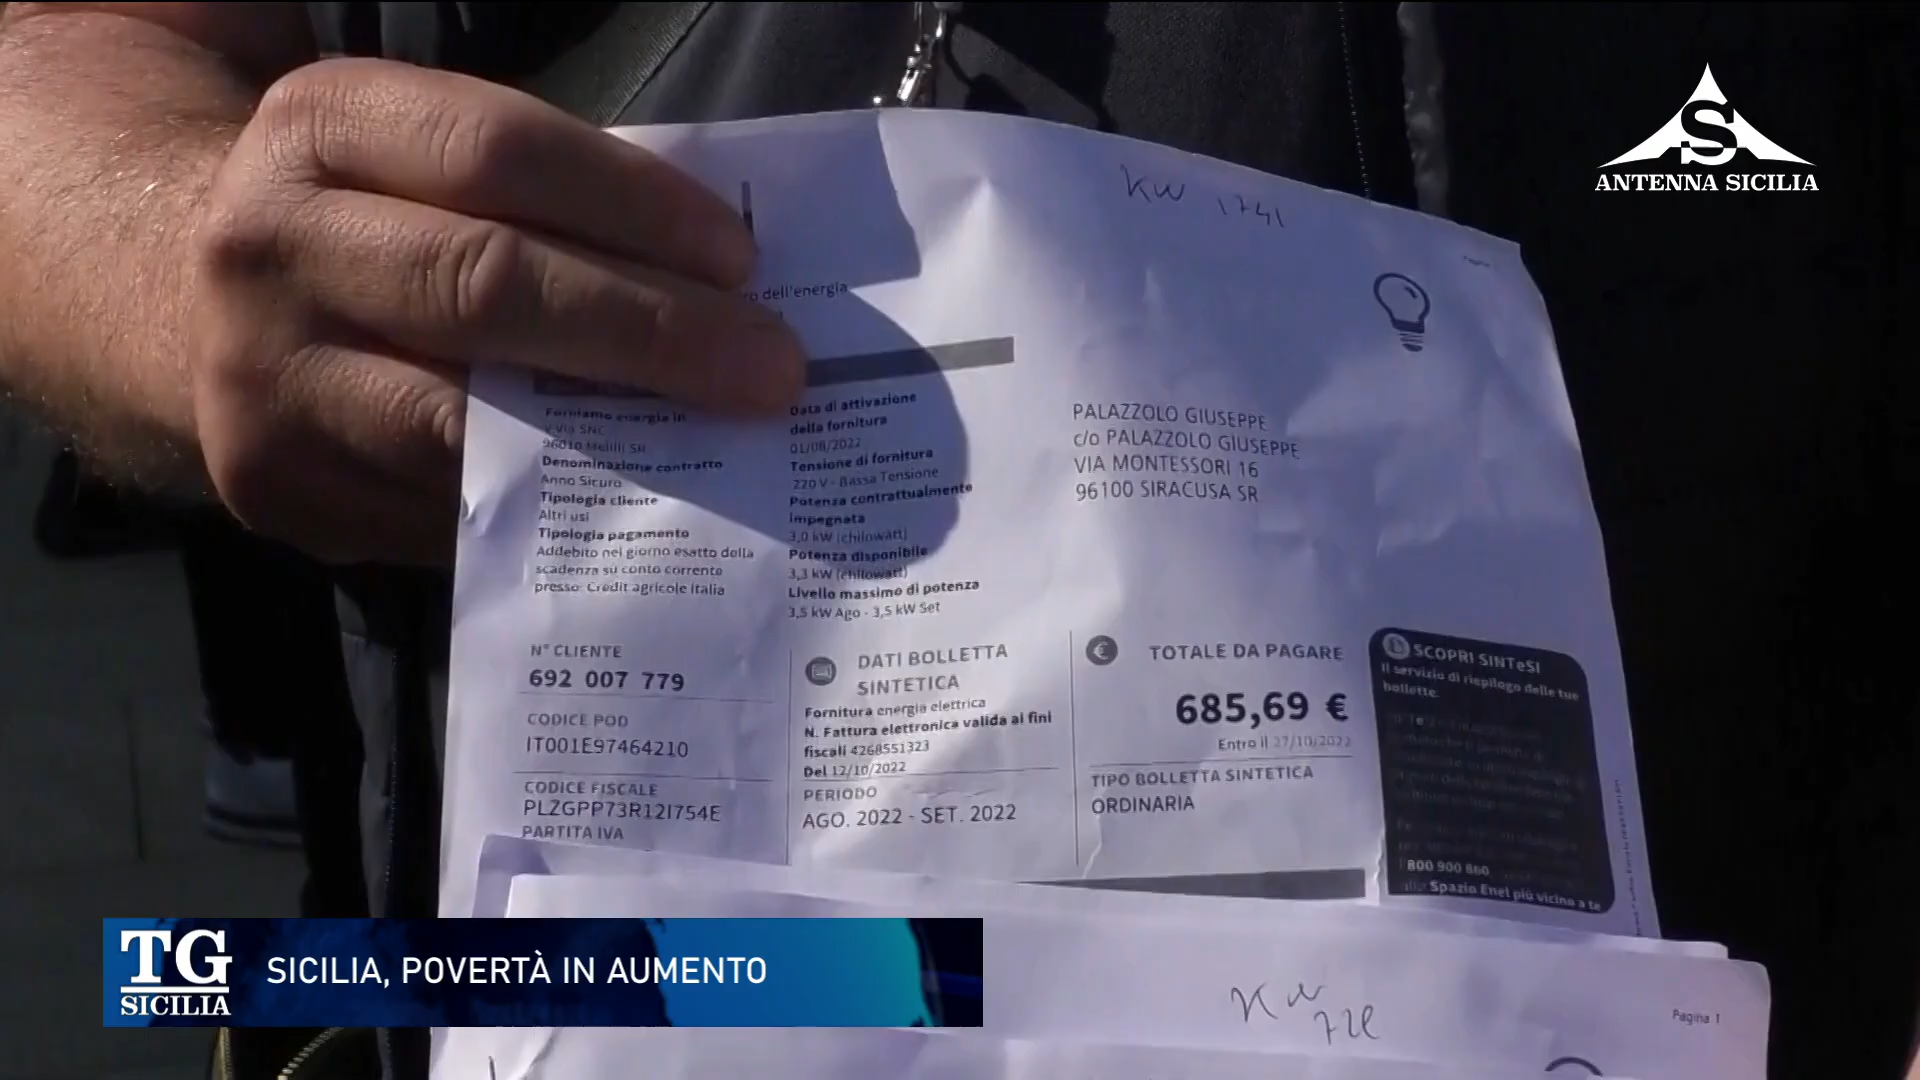 S
ANTENNA SICILIA
KW 1741
Pagina
dell'energia
Forniamo energia in
V Via SNC
96010 Melilli SR
Denominazione contratto
Anno Sicuro
Tipologia cliente
Altri usi
Tipologia pagamento
Addebito nel giorno esatto della
scadenza su conto corrente
presso: Credit agricole italia
Data di attivazione
della fornitura
01/08/2022
Tensione di fornitura
220 V - Bassa Tensione
Potenza contrattualmente
impegnata
3,0 kW (chilowatt)
Potenza disponibile
3,3 kW (chilowatt)
Livello massimo di potenza
3,5 kW Ago - 3,5 kW Set
PALAZZOLO GIUSEPPE
c/o PALAZZOLO GIUSEPPE
VIA MONTESSORI 16
96100 SIRACUSA SR
N° CLIENTE
692 007 779
CODICE POD
IT001E97464210
CODICE FISCALE
PLZGPP73R12I754E
PARTITA IVA
DATI BOLLETTA
SINTETICA
Fornitura energia elettrica
N. Fattura elettronica valida ai fini
fiscali 4268551323
Del 12/10/2022
PERIODO
AGO. 2022 - SET. 2022
€ TOTALE DA PAGARE
685,69 €
Entro il 27/10/2022
TIPO BOLLETTA SINTETICA
ORDINARIA
SCOPRI SINTeSI
Il servizio di riepilogo delle tue
bollette.
800 900 860
Spazio Enel più vicino a te
TG
SICILIA
SICILIA, POVERTÀ IN AUMENTO
KW
Pagina 1